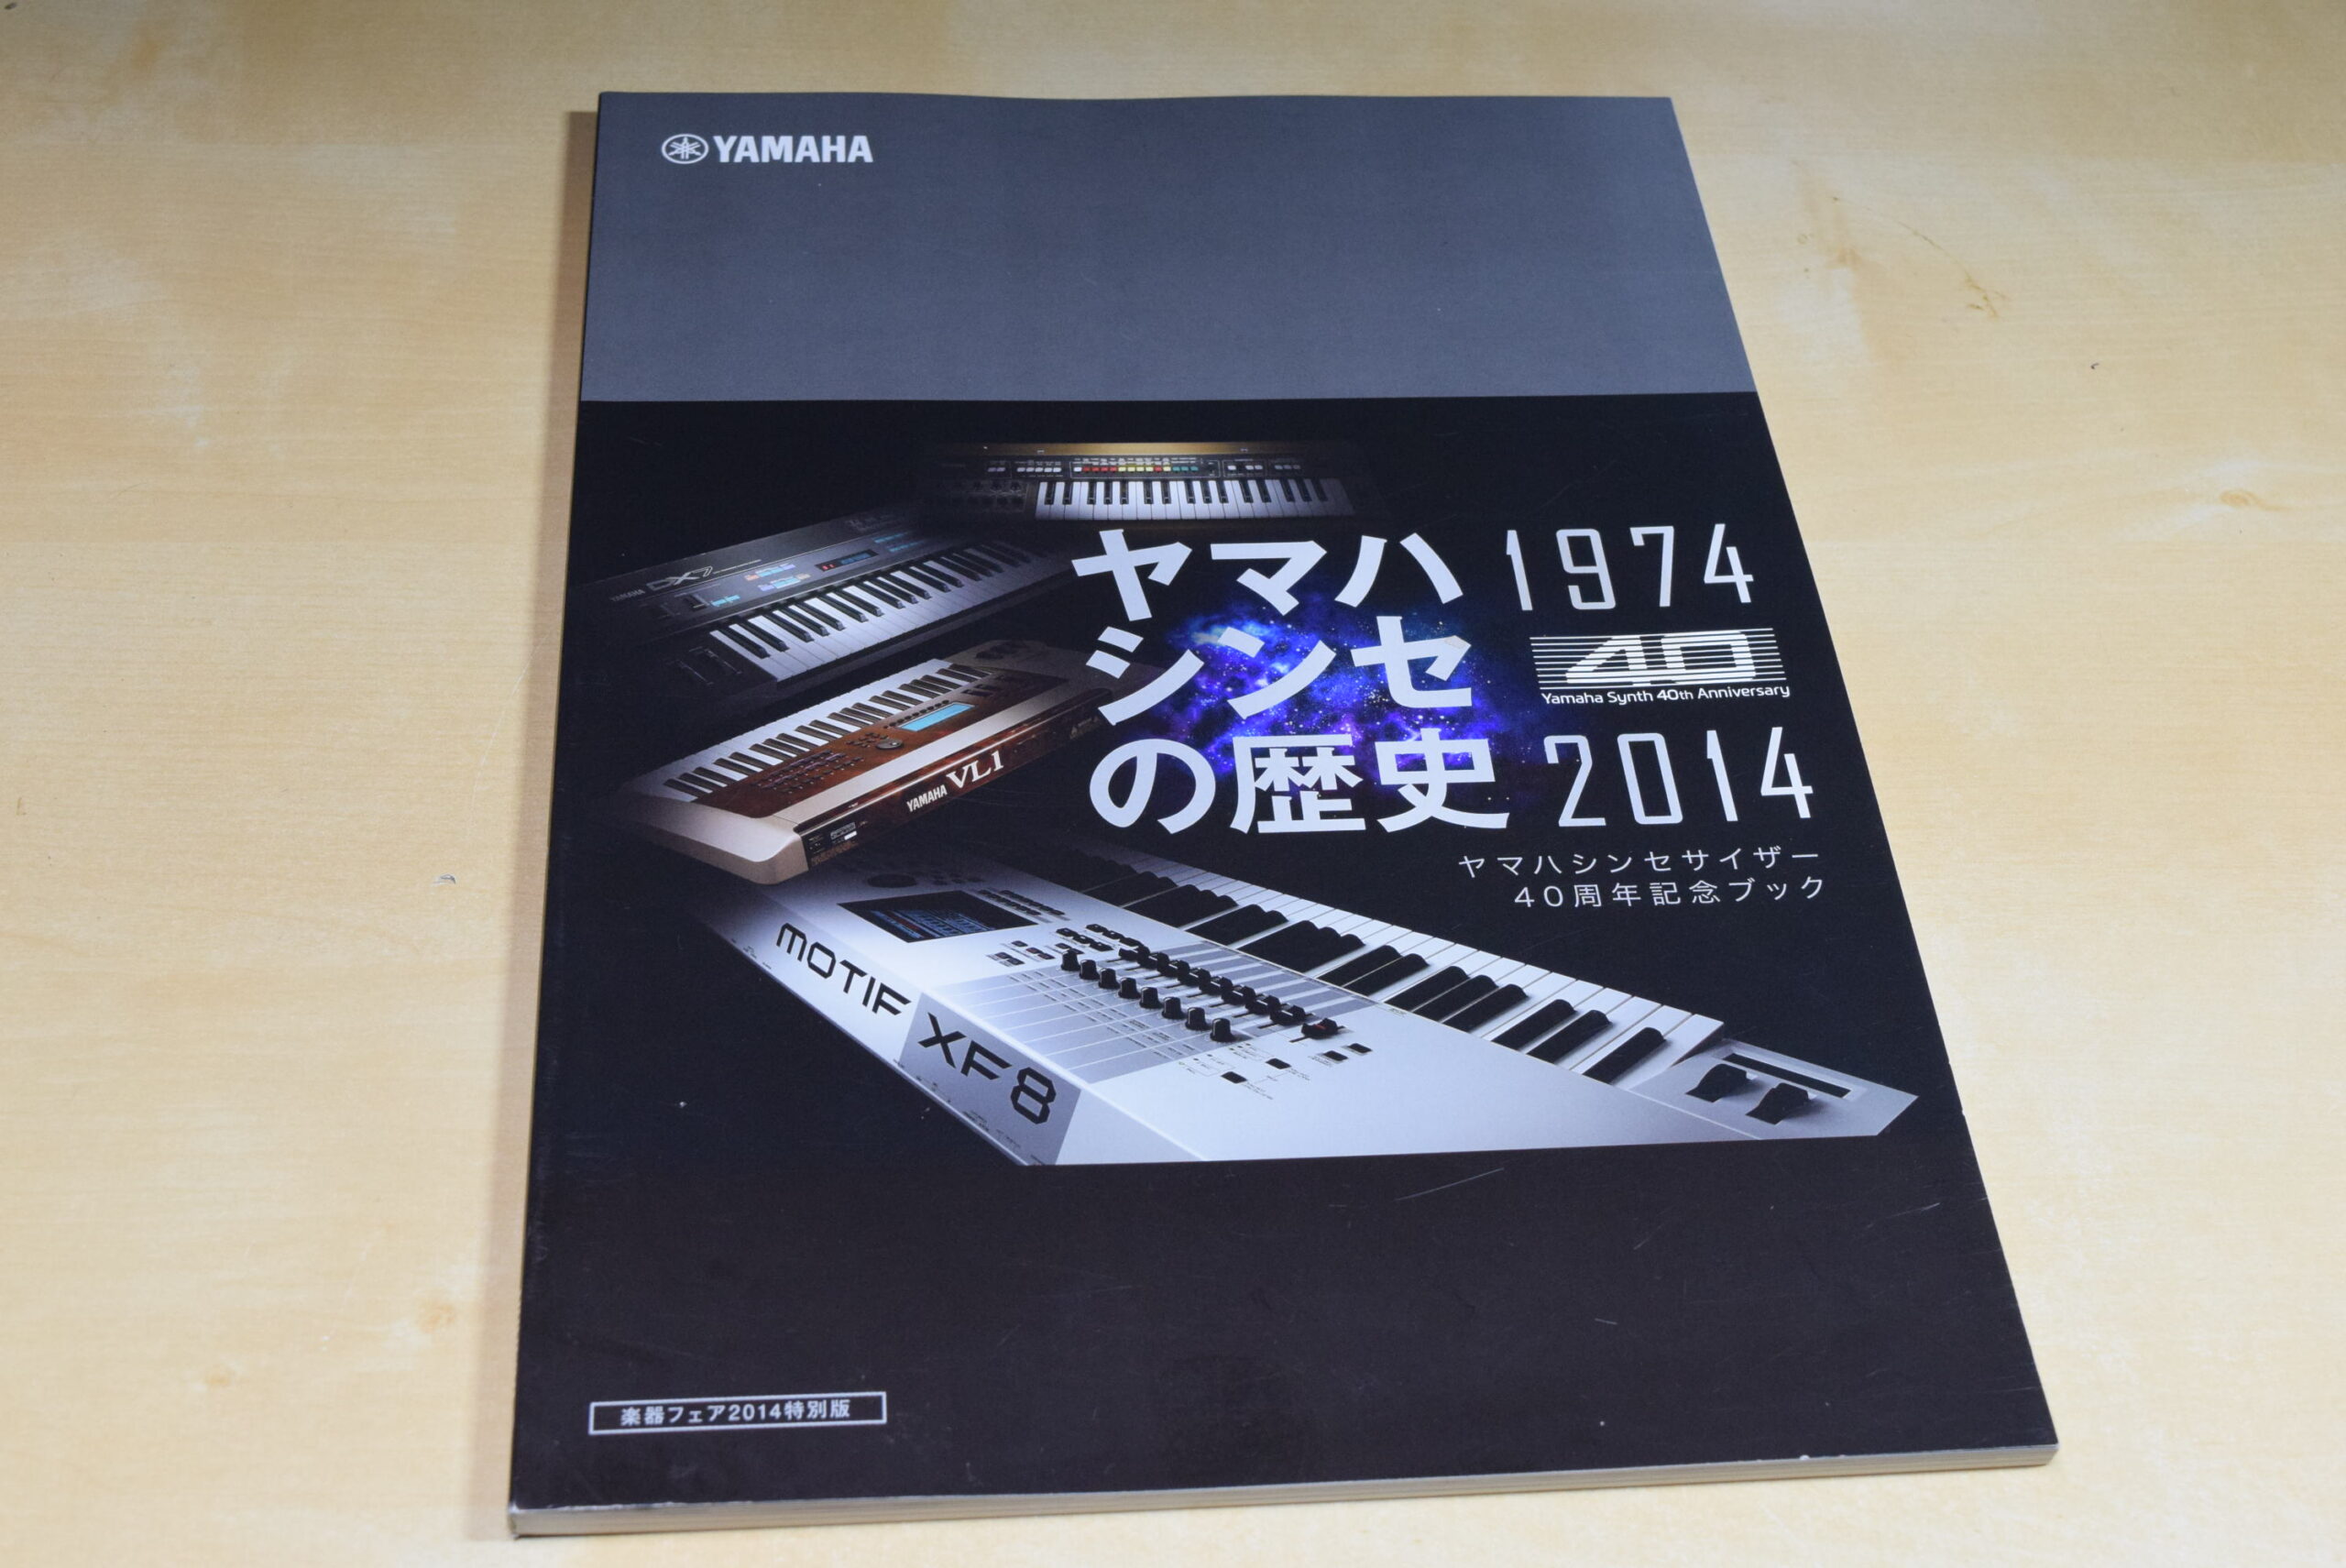 YAMAHA
ヤマハ 1974
シンセ
40
Yamaha Synth 40th Anniversary
の歴史 2014
ヤマハシンセサイザー
40周年記念ブック
YAMAHA DX7
YAMAHA VL1
MOTIF XF8
楽器フェア2014特別版